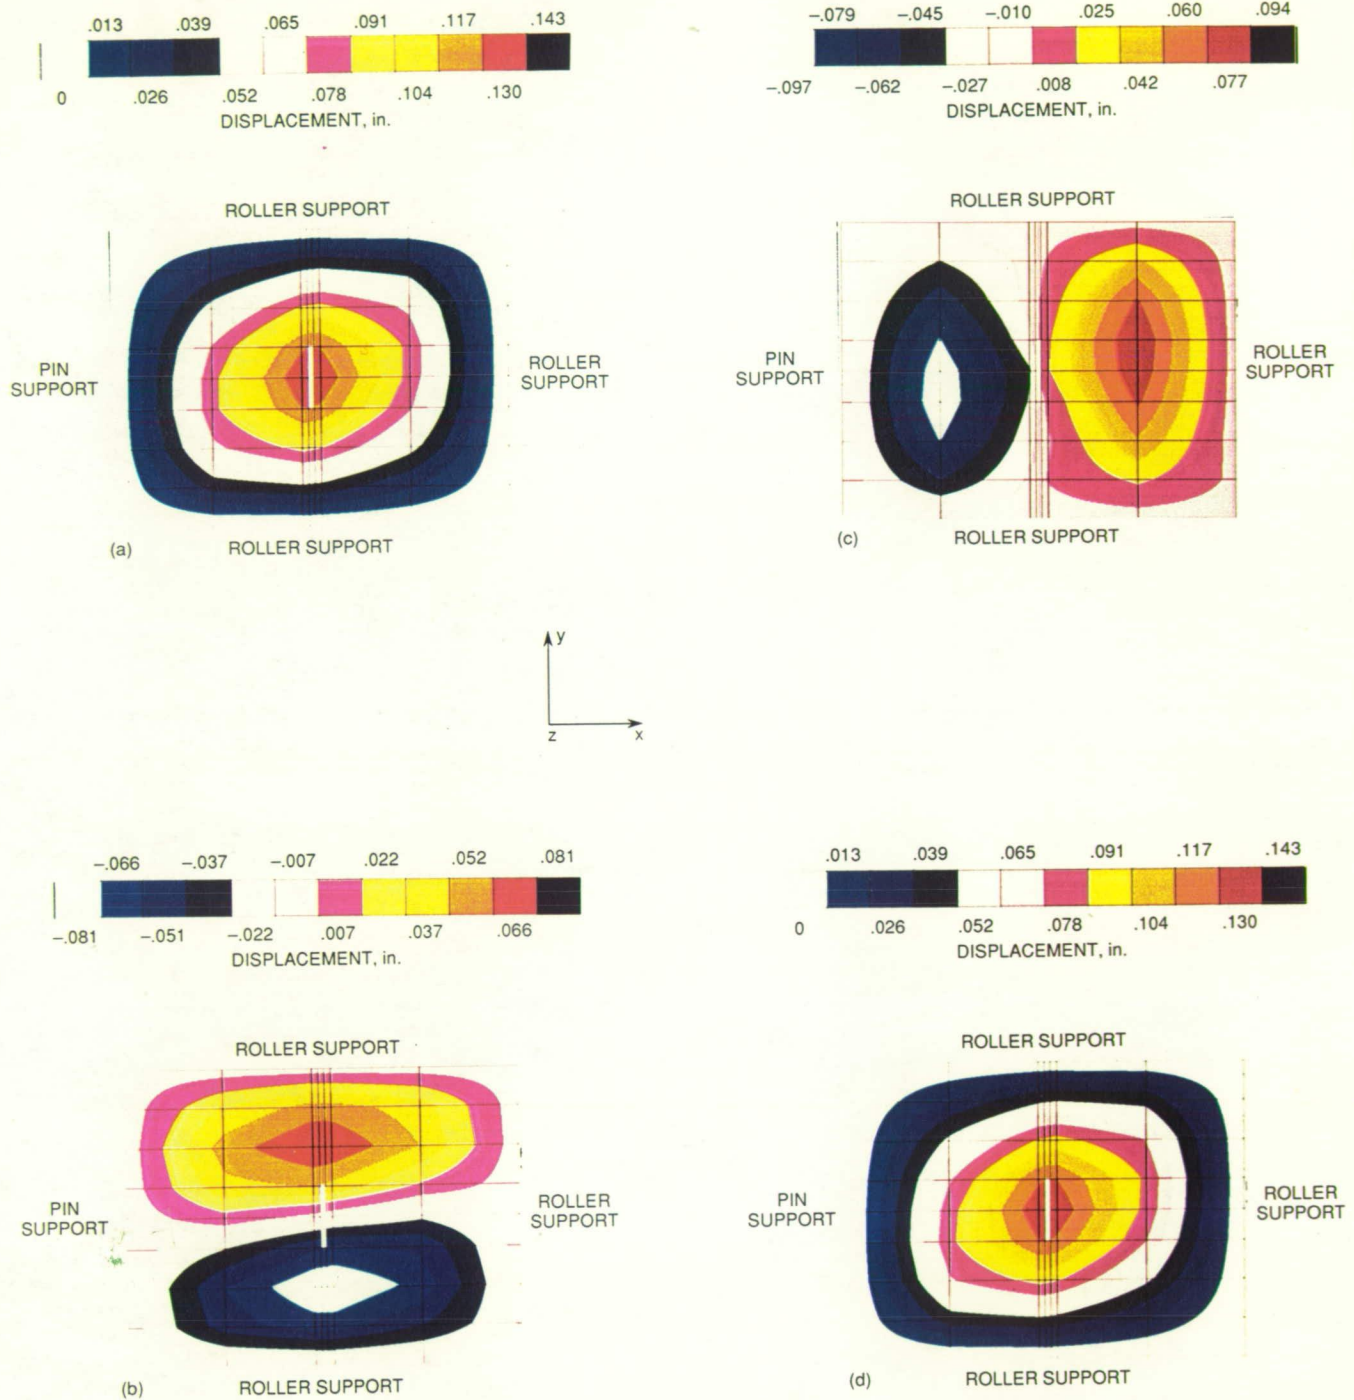 .013 .039 .065 .091 .117 .143
0 .026 .052 .078 .104 .130
DISPLACEMENT, in.
ROLLER SUPPORT
PIN
SUPPORT
ROLLER
SUPPORT
(a)
ROLLER SUPPORT
–.079 –.045 –.010 .025 .060 .094
–.097 –.062 –.027 .008 .042 .077
DISPLACEMENT, in.
ROLLER SUPPORT
PIN
SUPPORT
ROLLER
SUPPORT
(c)
ROLLER SUPPORT
y
z
x
–.066 –.037 –.007 .022 .052 .081
–.081 –.051 –.022 .007 .037 .066
DISPLACEMENT, in.
ROLLER SUPPORT
PIN
SUPPORT
ROLLER
SUPPORT
(b)
ROLLER SUPPORT
.013 .039 .065 .091 .117 .143
0 .026 .052 .078 .104 .130
DISPLACEMENT, in.
ROLLER SUPPORT
PIN
SUPPORT
ROLLER
SUPPORT
(d)
ROLLER SUPPORT